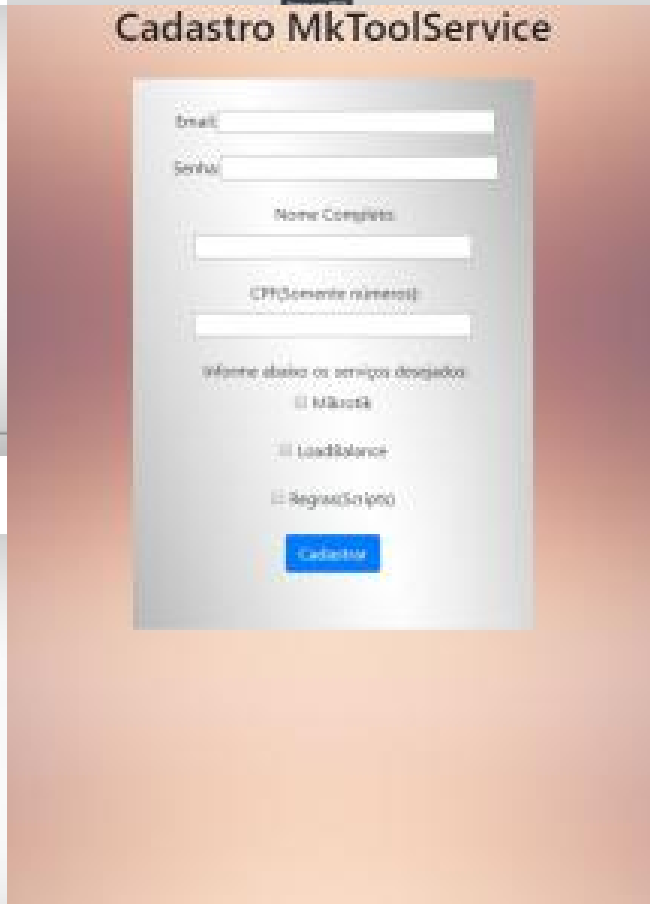 Cadastro MkToolService
Email:
Senha:
Nome Completo:
CPF(Somente números):
Informe abaixo os serviços desejados:
Mikrotik
LoadBalance
Regras(Scripts)
Cadastrar